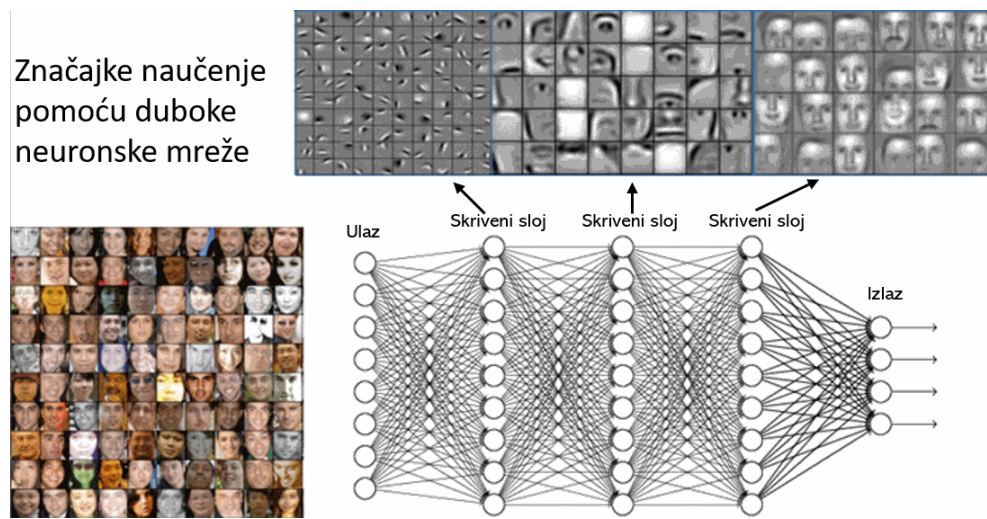 Značajke naučenje
pomoću duboke
neuronske mreže
Ulaz
Skriveni sloj
Skriveni sloj
Skriveni sloj
Izlaz